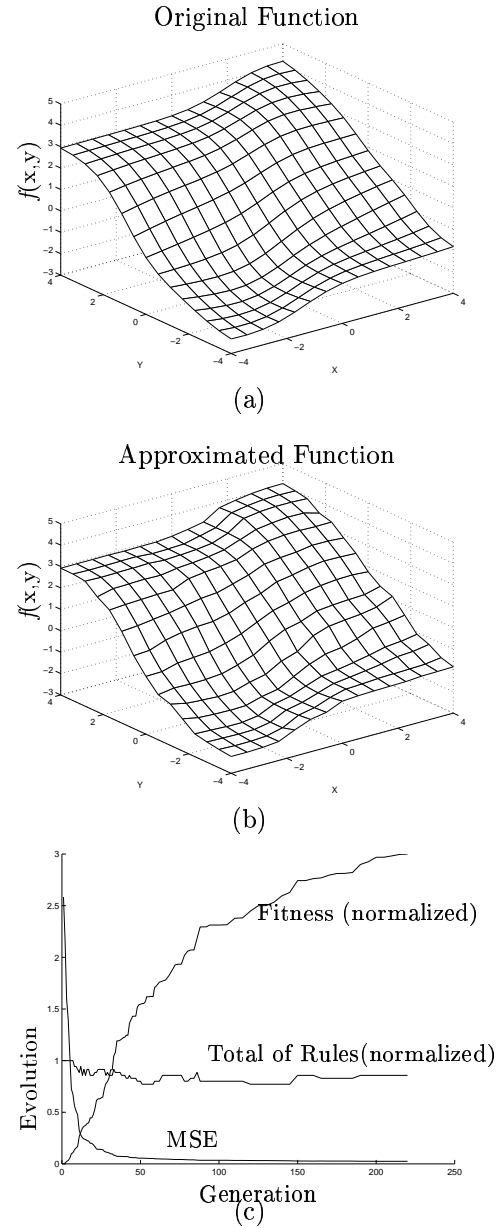 Original Function
5
4
3
2
1
0
−1
−2
−3
f(x,y)
4
2
0
−2
−4
Y
−4
−2
0
2
4
X
(a)
Approximated Function
5
4
3
2
1
0
−1
−2
−3
f(x,y)
4
2
0
−2
−4
Y
−4
−2
0
2
4
X
(b)
3
2.5
2
1.5
1
0.5
0
Evolution
Fitness (normalized)
Total of Rules(normalized)
MSE
0 50 100 150 200 250
Generation
(c)